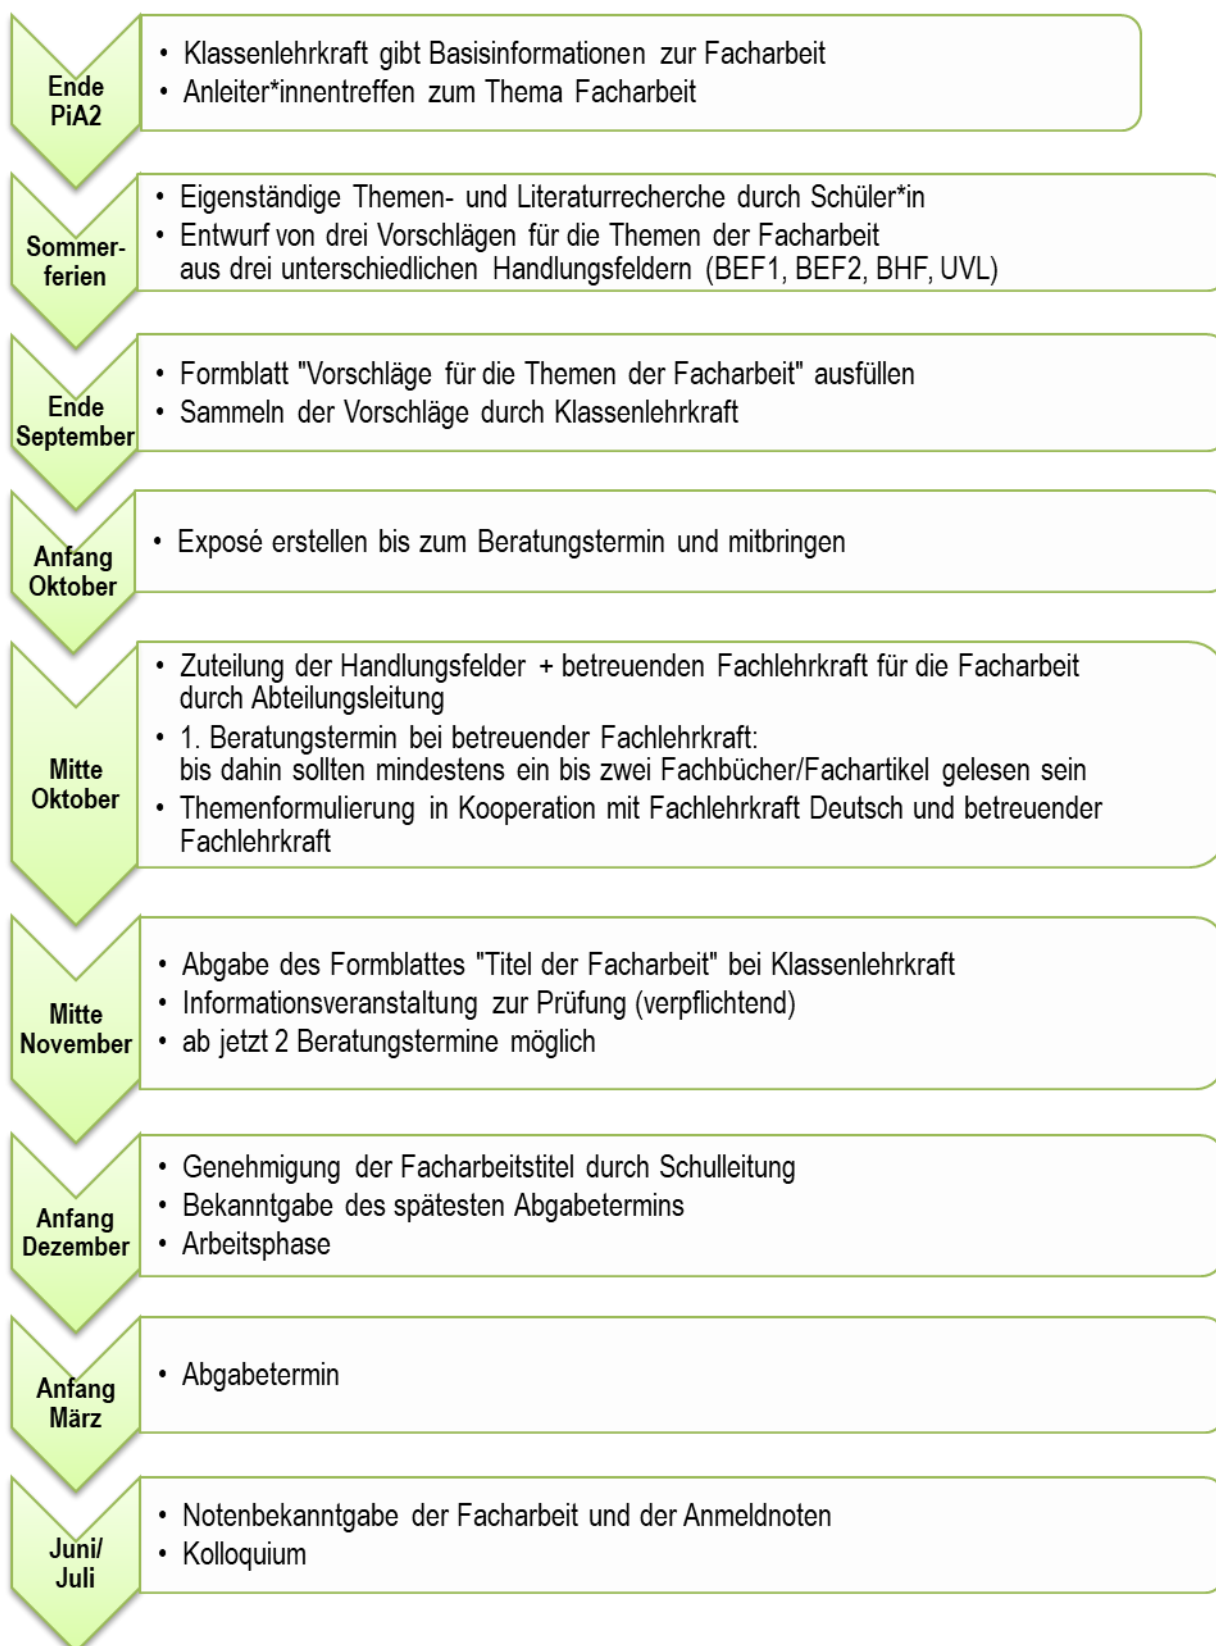 Ende
PiA2
• Klassenlehrkraft gibt Basisinformationen zur Facharbeit
• Anleiter*innentreffen zum Thema Facharbeit
Sommer-
ferien
• Eigenständige Themen- und Literaturrecherche durch Schüler*in
• Entwurf von drei Vorschlägen für die Themen der Facharbeit
aus drei unterschiedlichen Handlungsfeldern (BEF1, BEF2, BHF, UVL)
Ende
September
• Formblatt "Vorschläge für die Themen der Facharbeit" ausfüllen
• Sammeln der Vorschläge durch Klassenlehrkraft
Anfang
Oktober
• Exposé erstellen bis zum Beratungstermin und mitbringen
Mitte
Oktober
• Zuteilung der Handlungsfelder + betreuenden Fachlehrkraft für die Facharbeit
durch Abteilungsleitung
• 1. Beratungstermin bei betreuender Fachlehrkraft:
bis dahin sollten mindestens ein bis zwei Fachbücher/Fachartikel gelesen sein
• Themenformulierung in Kooperation mit Fachlehrkraft Deutsch und betreuender
Fachlehrkraft
Mitte
November
• Abgabe des Formblattes "Titel der Facharbeit" bei Klassenlehrkraft
• Informationsveranstaltung zur Prüfung (verpflichtend)
• ab jetzt 2 Beratungstermine möglich
Anfang
Dezember
• Genehmigung der Facharbeitstitel durch Schulleitung
• Bekanntgabe des spätesten Abgabetermins
• Arbeitsphase
Anfang
März
• Abgabetermin
Juni/
Juli
• Notenbekanntgabe der Facharbeit und der Anmeldnoten
• Kolloquium